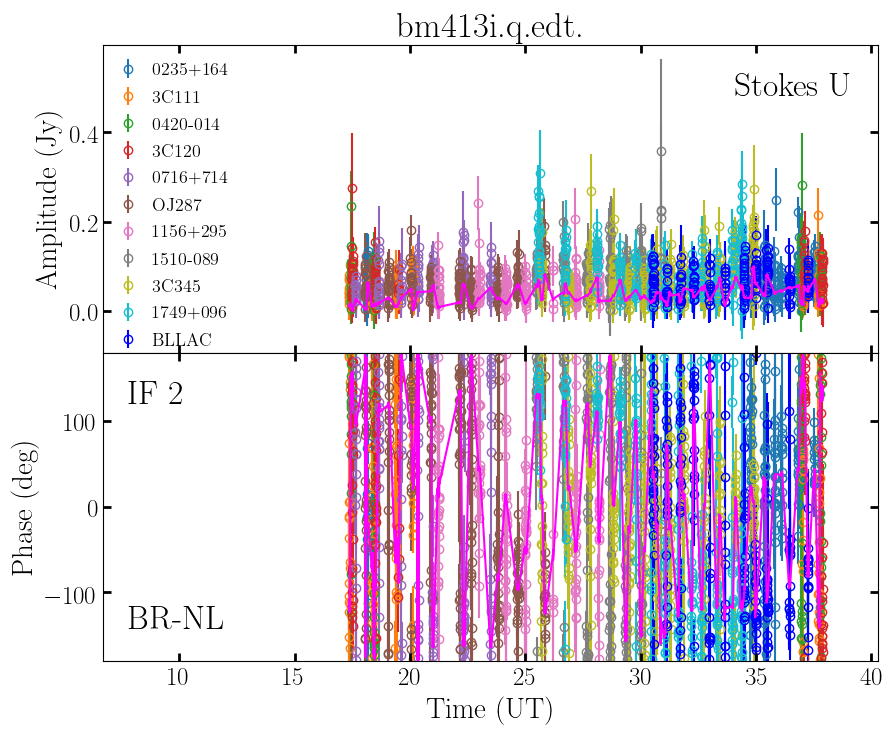 bm413i.q.edt.
Stokes U
0235+164
3C111
0420-014
3C120
0716+714
OJ287
1156+295
1510-089
3C345
1749+096
BLLAC
Amplitude (Jy)
0.4
0.2
0.0
IF 2
BR-NL
Phase (deg)
100
0
−100
10 15 20 25 30 35 40
Time (UT)